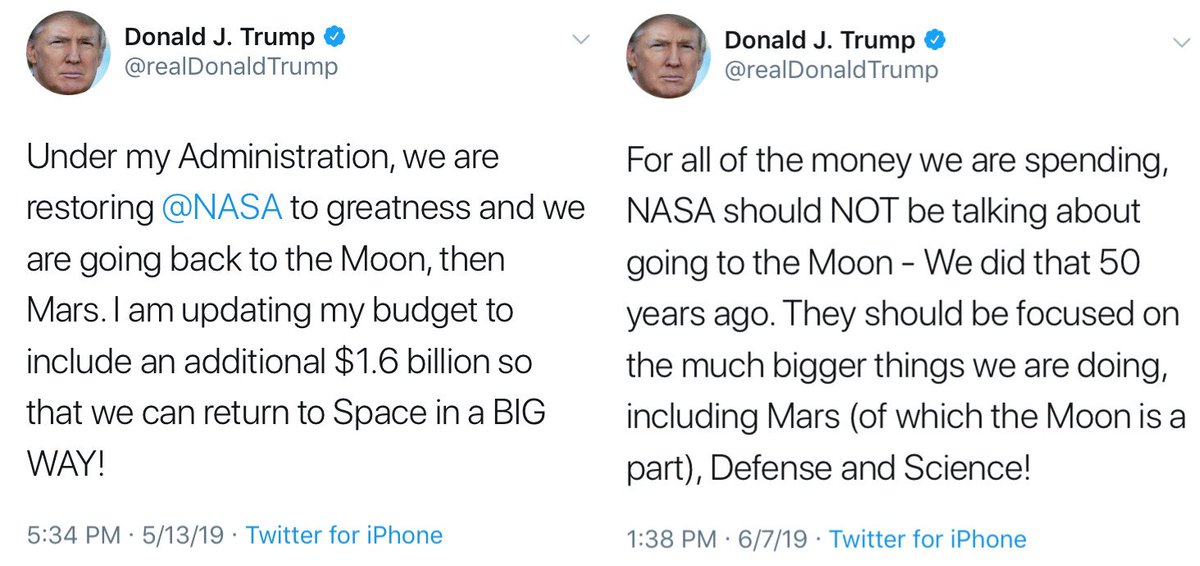 Donald J. Trump
@realDonaldTrump
Under my Administration, we are
restoring @NASA to greatness and we
are going back to the Moon, then
Mars. I am updating my budget to
include an additional $1.6 billion so
that we can return to Space in a BIG
WAY!
5:34 PM · 5/13/19 · Twitter for iPhone
Donald J. Trump
@realDonaldTrump
For all of the money we are spending,
NASA should NOT be talking about
going to the Moon - We did that 50
years ago. They should be focused on
the much bigger things we are doing,
including Mars (of which the Moon is a
part), Defense and Science!
1:38 PM · 6/7/19 · Twitter for iPhone